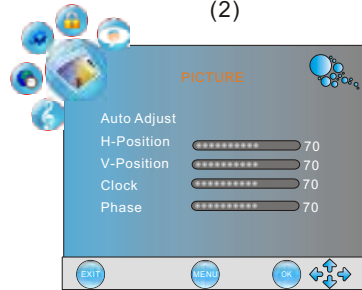 (2)
PICTURE
Auto Adjust
H-Position 70
V-Position 70
Clock 70
Phase 70
EXIT MENU OK